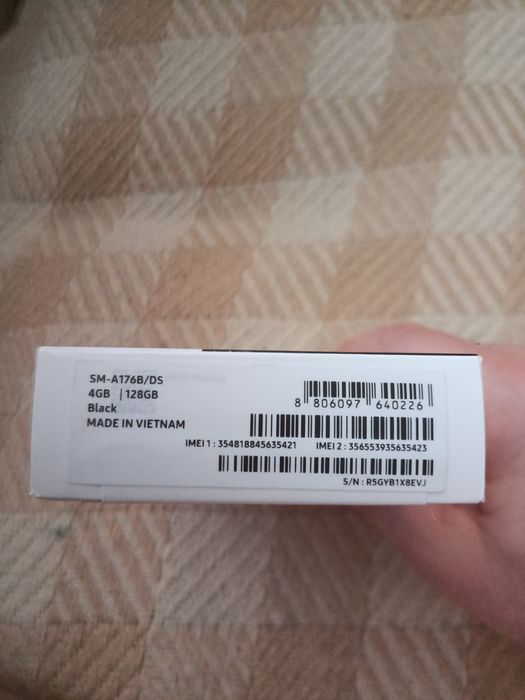 SM-A176B/DS
4GB | 128GB
Black
MADE IN VIETNAM
8 806097 640226
IMEI 1 : 354818845635421 IMEI 2 : 356553935635423
S/N : R5GYB1X8EVJ